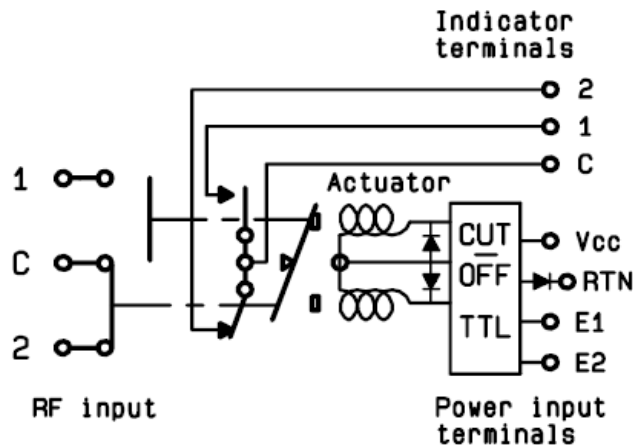 Indicator
terminals
2
1
C
1
C
2
Actuator
CUT
OFF
TTL
Vcc
RTN
E1
E2
RF input
Power input
terminals